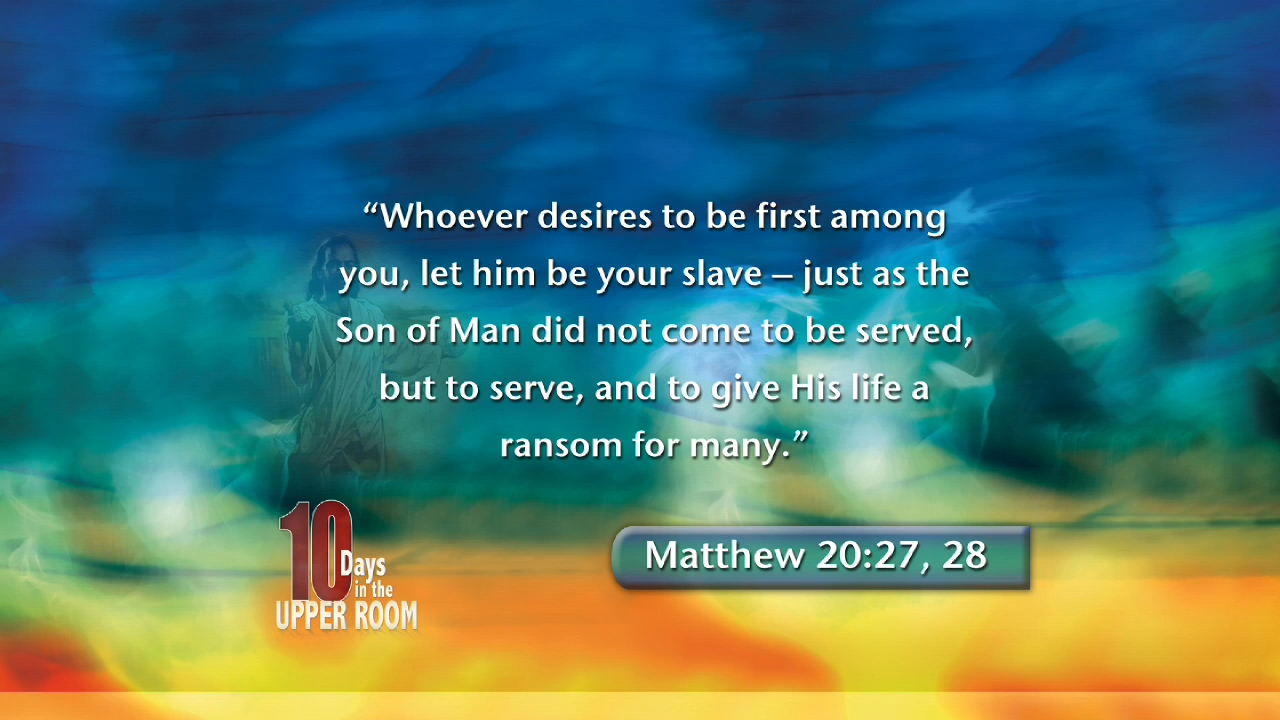 “Whoever desires to be first among
you, let him be your slave – just as the
Son of Man did not come to be served,
but to serve, and to give His life a
ransom for many.”
Matthew 20:27, 28
10
Days
in the
UPPER ROOM